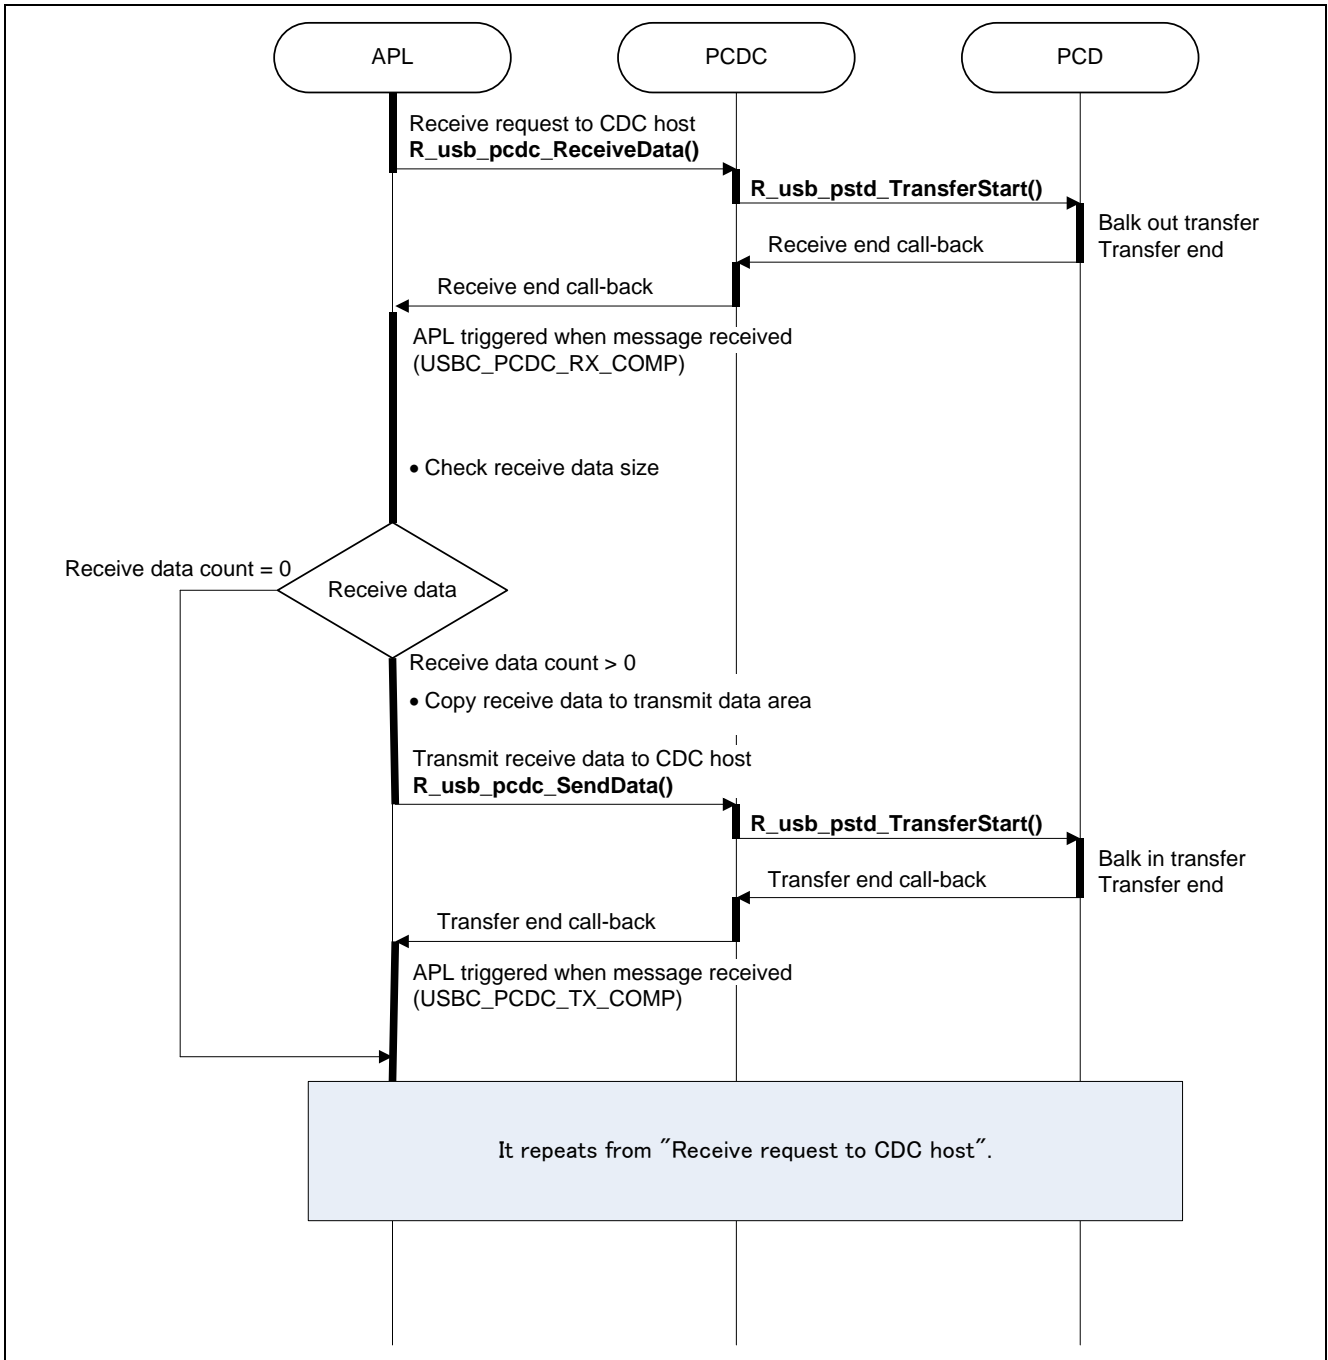 APL
PCDC
PCD
Receive request to CDC host
R_usb_pcdc_ReceiveData()
R_usb_pstd_TransferStart()
Balk out transfer
Transfer end
Receive end call-back
Receive end call-back
APL triggered when message received
(USBC_PCDC_RX_COMP)
• Check receive data size
Receive data count = 0
Receive data
Receive data count > 0
• Copy receive data to transmit data area
Transmit receive data to CDC host
R_usb_pcdc_SendData()
R_usb_pstd_TransferStart()
Balk in transfer
Transfer end
Transfer end call-back
Transfer end call-back
APL triggered when message received
(USBC_PCDC_TX_COMP)
It repeats from "Receive request to CDC host".